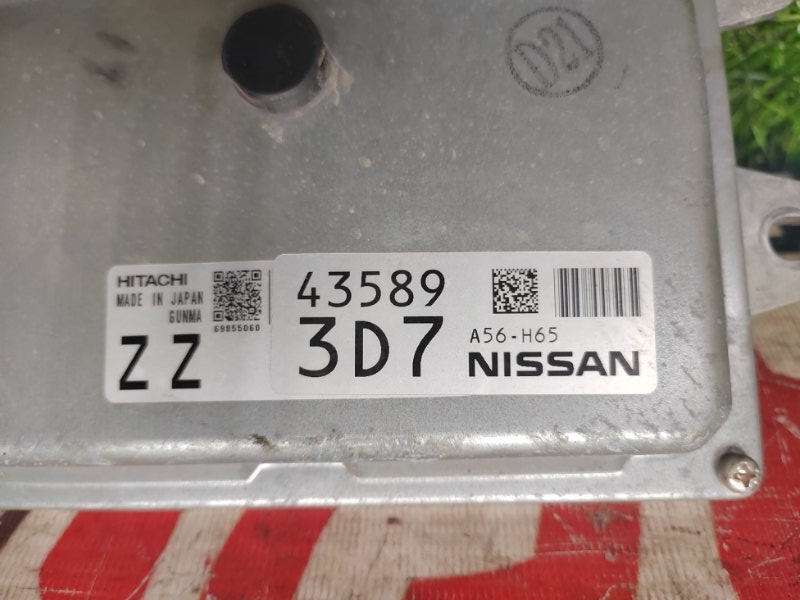 D21
HITACHI
MADE IN JAPAN
GUNMA
69855060
Z Z
43589
3D7
A56-H65
NISSAN